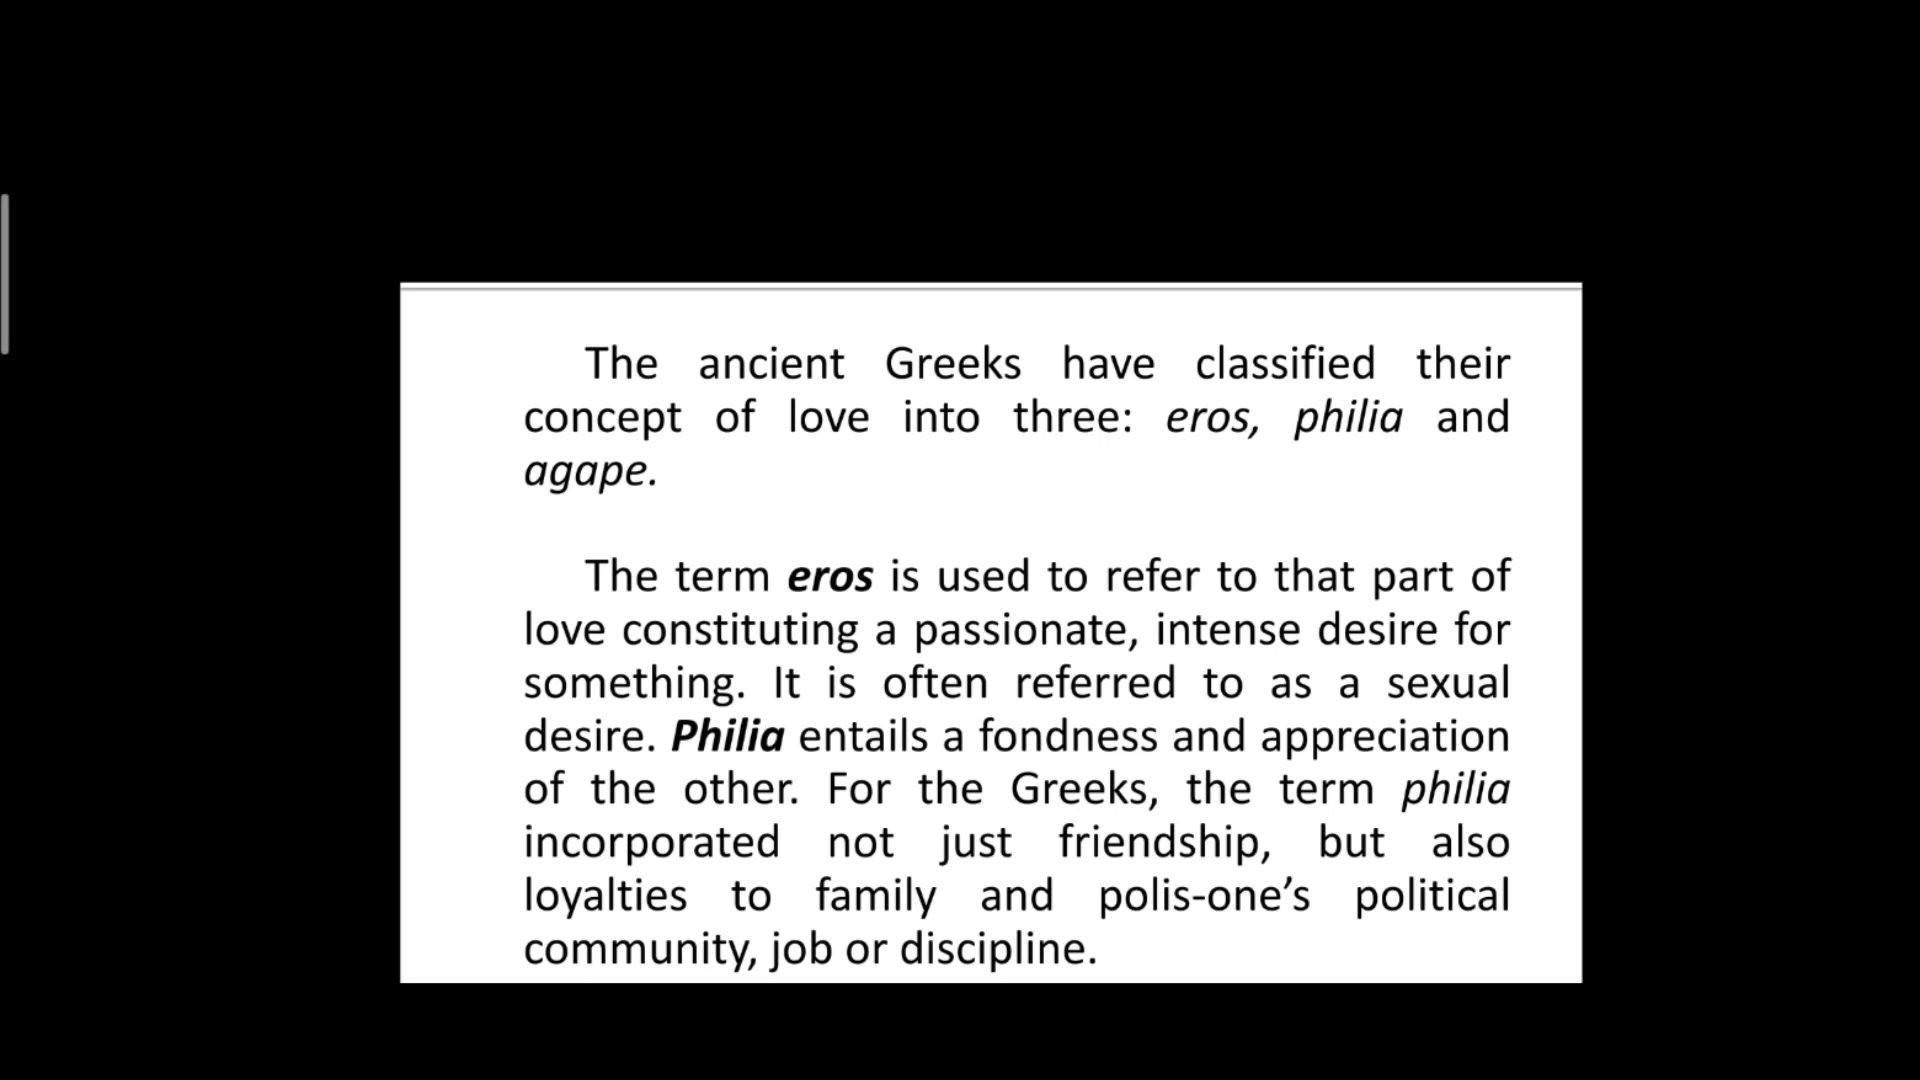 The ancient Greeks have classified their
concept of love into three: eros, philia and
agape.
The term eros is used to refer to that part of
love constituting a passionate, intense desire for
something. It is often referred to as a sexual
desire. Philia entails a fondness and appreciation
of the other. For the Greeks, the term philia
incorporated not just friendship, but also
loyalties to family and polis-one’s political
community, job or discipline.